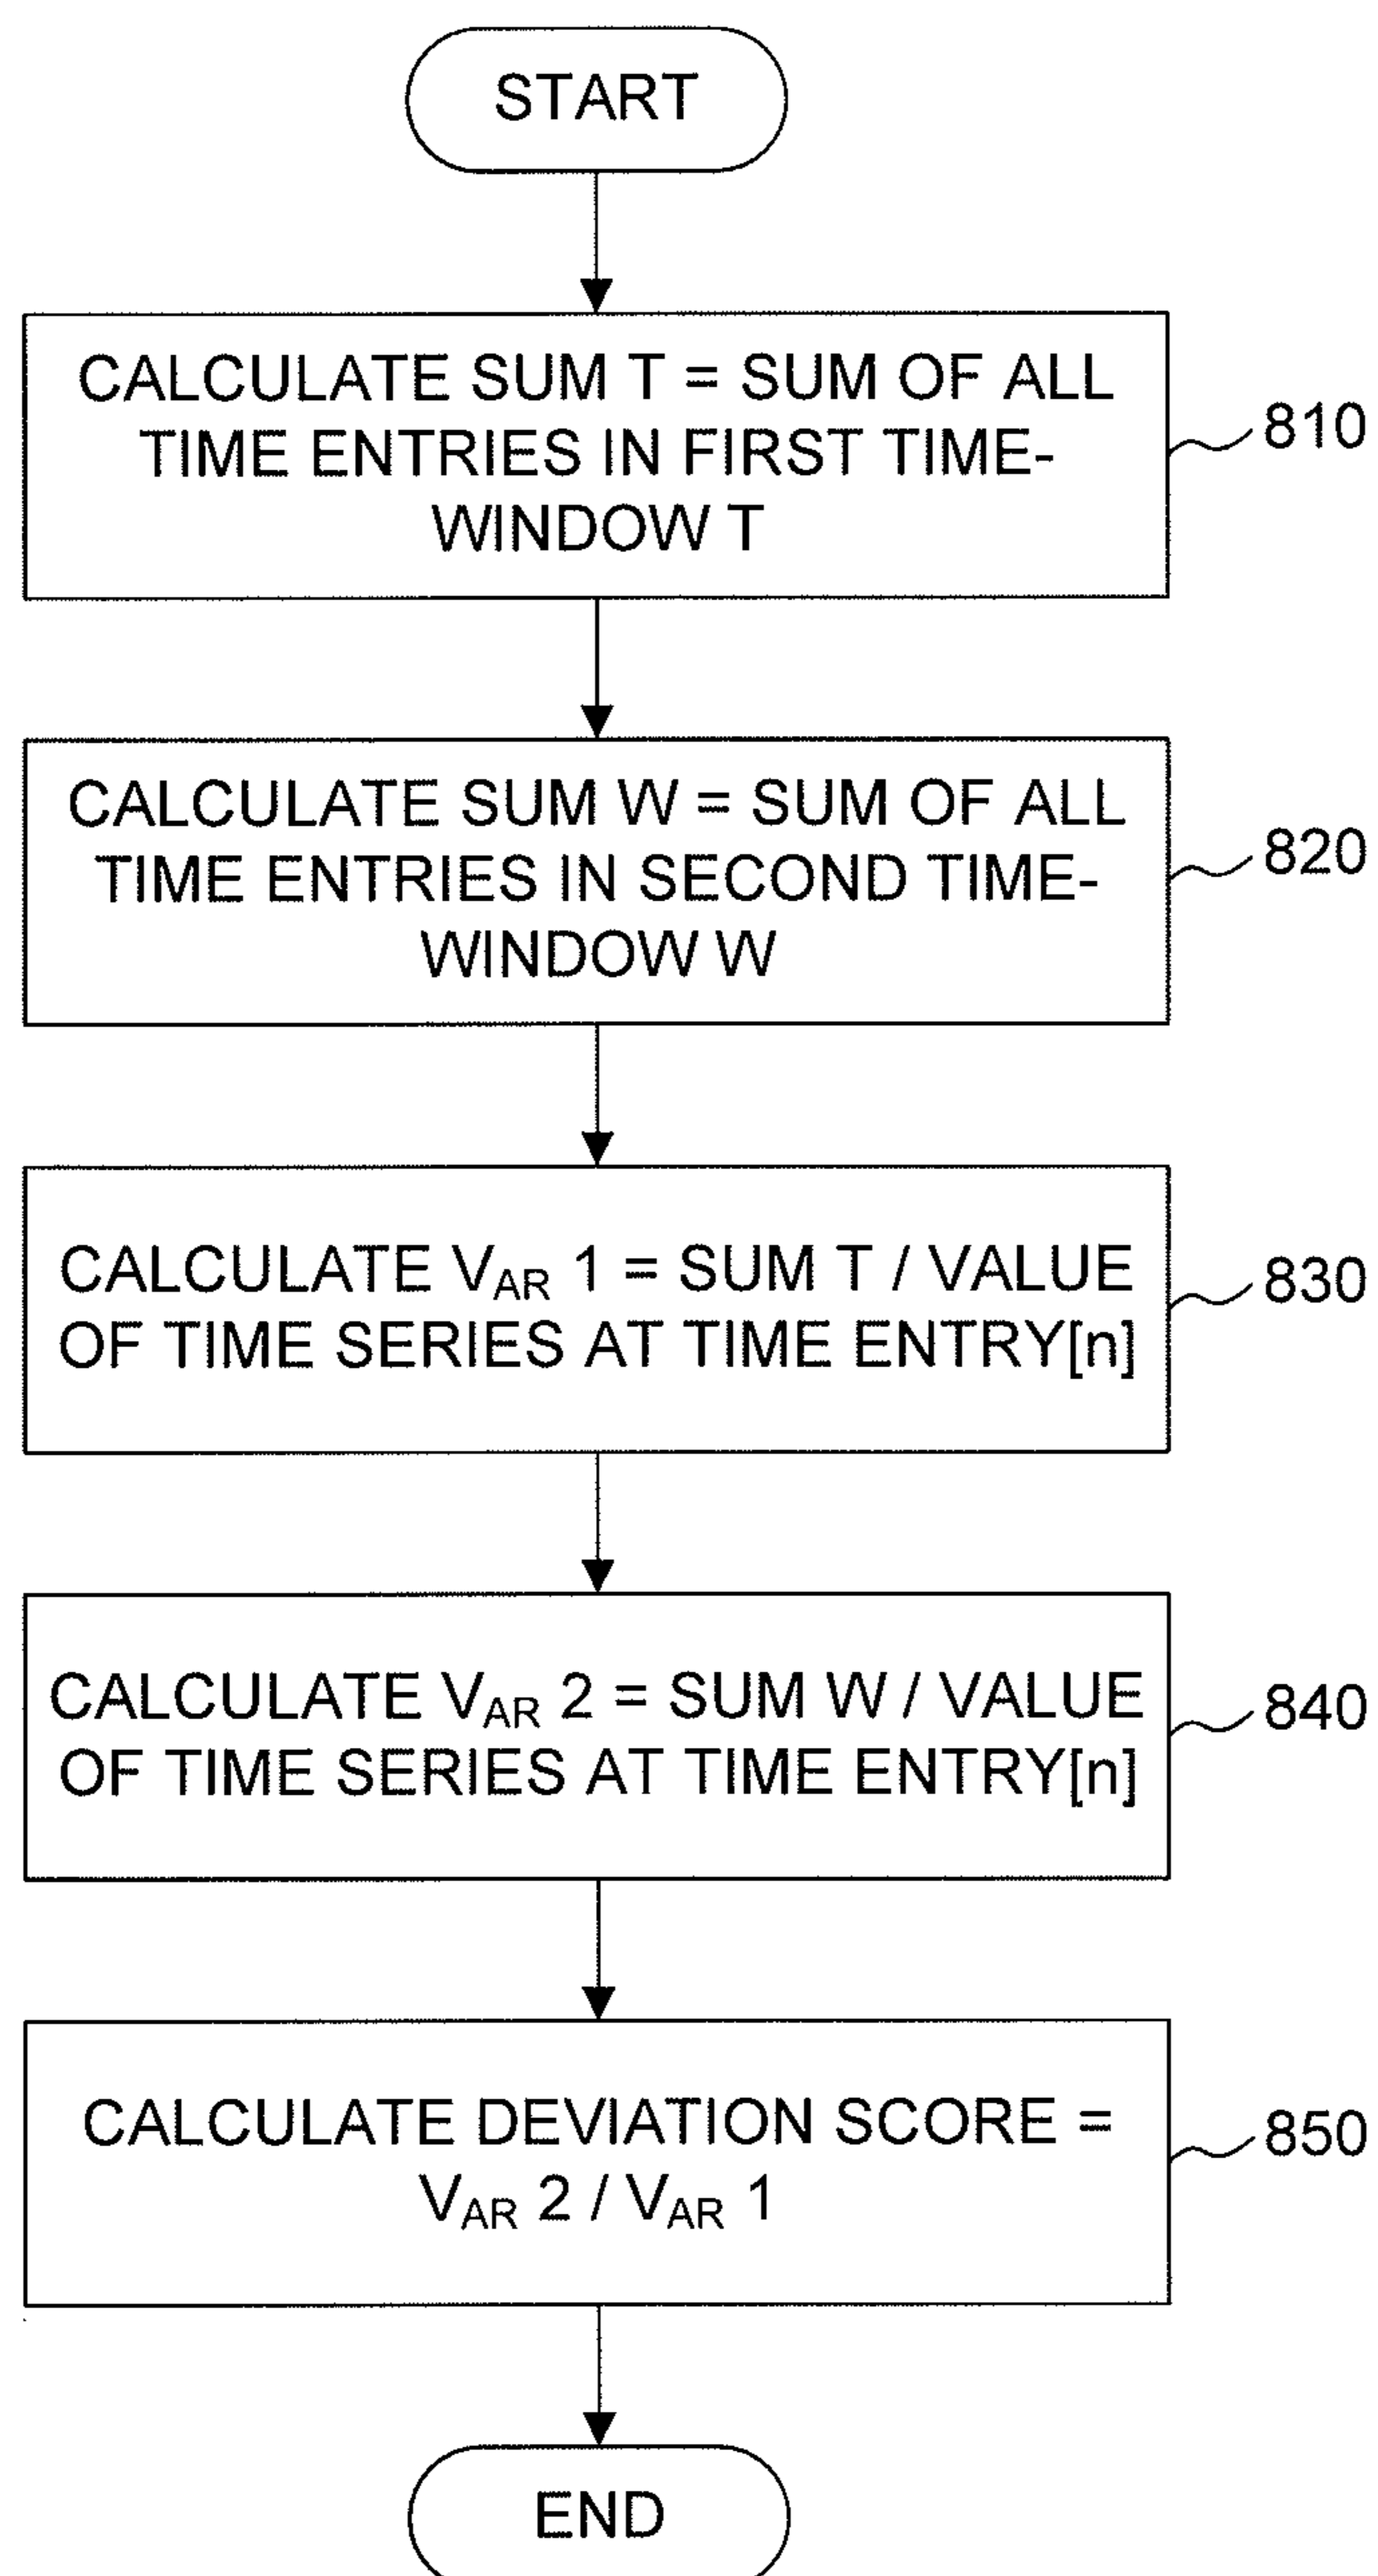 START
CALCULATE SUM T = SUM OF ALL
TIME ENTRIES IN FIRST TIME-
WINDOW T
810
CALCULATE SUM W = SUM OF ALL
TIME ENTRIES IN SECOND TIME-
WINDOW W
820
CALCULATE VAR 1 = SUM T / VALUE
OF TIME SERIES AT TIME ENTRY[n]
830
CALCULATE VAR 2 = SUM W / VALUE
OF TIME SERIES AT TIME ENTRY[n]
840
CALCULATE DEVIATION SCORE =
VAR 2 / VAR 1
850
END